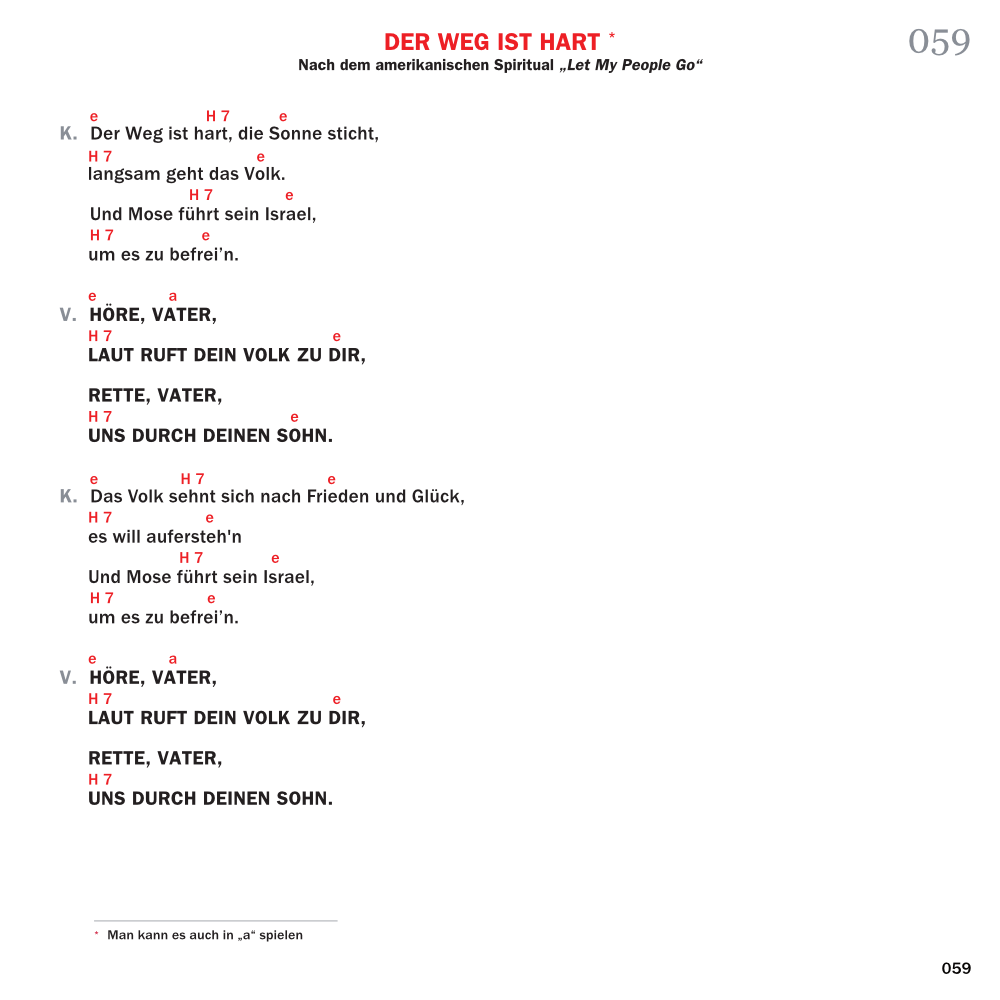 DER WEG IST HART *
059
Nach dem amerikanischen Spiritual „Let My People Go“
e H 7 e
K. Der Weg ist hart, die Sonne sticht,
H 7 e
langsam geht das Volk.
H 7 e
Und Mose führt sein Israel,
H 7 e
um es zu befrei’n.
e a
V. HÖRE, VATER,
H 7 e
LAUT RUFT DEIN VOLK ZU DIR,
RETTE, VATER,
H 7 e
UNS DURCH DEINEN SOHN.
e H 7 e
K. Das Volk sehnt sich nach Frieden und Glück,
H 7 e
es will aufersteh'n
H 7 e
Und Mose führt sein Israel,
H 7 e
um es zu befrei’n.
e a
V. HÖRE, VATER,
H 7 e
LAUT RUFT DEIN VOLK ZU DIR,
RETTE, VATER,
H 7
UNS DURCH DEINEN SOHN.
* Man kann es auch in „a“ spielen
059